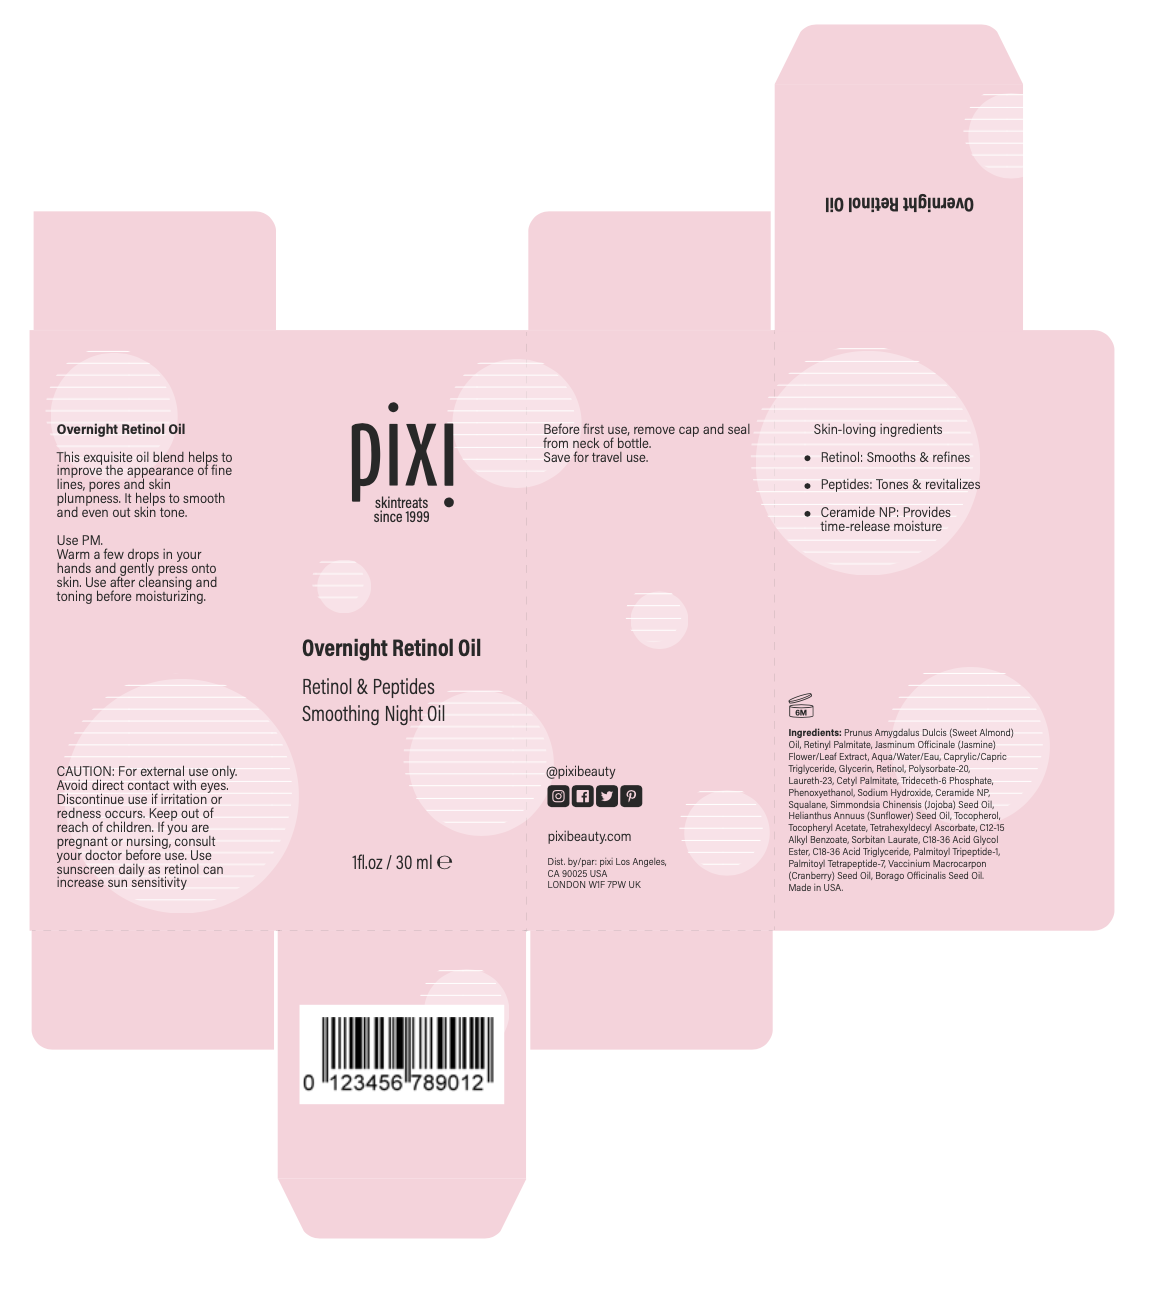 Overnight Retinol Oil
Overnight Retinol Oil
This exquisite oil blend helps to
improve the appearance of fine
lines, pores and skin
plumpness. It helps to smooth
and even out skin tone.
Use PM.
Warm a few drops in your
hands and gently press onto
skin. Use after cleansing and
toning before moisturizing.
CAUTION: For external use only.
Avoid direct contact with eyes.
Discontinue use if irritation or
redness occurs. Keep out of
reach of children. If you are
pregnant or nursing, consult
your doctor before use. Use
sunscreen daily as retinol can
increase sun sensitivity
pixi
skintreats
since 1999
Overnight Retinol Oil
Retinol & Peptides
Smoothing Night Oil
1fl.oz / 30 ml ℮
Before first use, remove cap and seal
from neck of bottle.
Save for travel use.
@pixibeauty
pixibeauty.com
Dist. by/par: pixi Los Angeles,
CA 90025 USA
LONDON W1F 7PW UK
Skin-loving ingredients
● Retinol: Smooths & refines
● Peptides: Tones & revitalizes
● Ceramide NP: Provides
time-release moisture
6M
Ingredients: Prunus Amygdalus Dulcis (Sweet Almond)
Oil, Retinyl Palmitate, Jasminum Officinale (Jasmine)
Flower/Leaf Extract, Aqua/Water/Eau, Caprylic/Capric
Triglyceride, Glycerin, Retinol, Polysorbate-20,
Laureth-23, Cetyl Palmitate, Trideceth-6 Phosphate,
Phenoxyethanol, Sodium Hydroxide, Ceramide NP,
Squalane, Simmondsia Chinensis (Jojoba) Seed Oil,
Helianthus Annuus (Sunflower) Seed Oil, Tocopherol,
Tocopheryl Acetate, Tetrahexyldecyl Ascorbate, C12-15
Alkyl Benzoate, Sorbitan Laurate, C18-36 Acid Glycol
Ester, C18-36 Acid Triglyceride, Palmitoyl Tripeptide-1,
Palmitoyl Tetrapeptide-7, Vaccinium Macrocarpon
(Cranberry) Seed Oil, Borago Officinalis Seed Oil.
Made in USA.
0 123456 789012